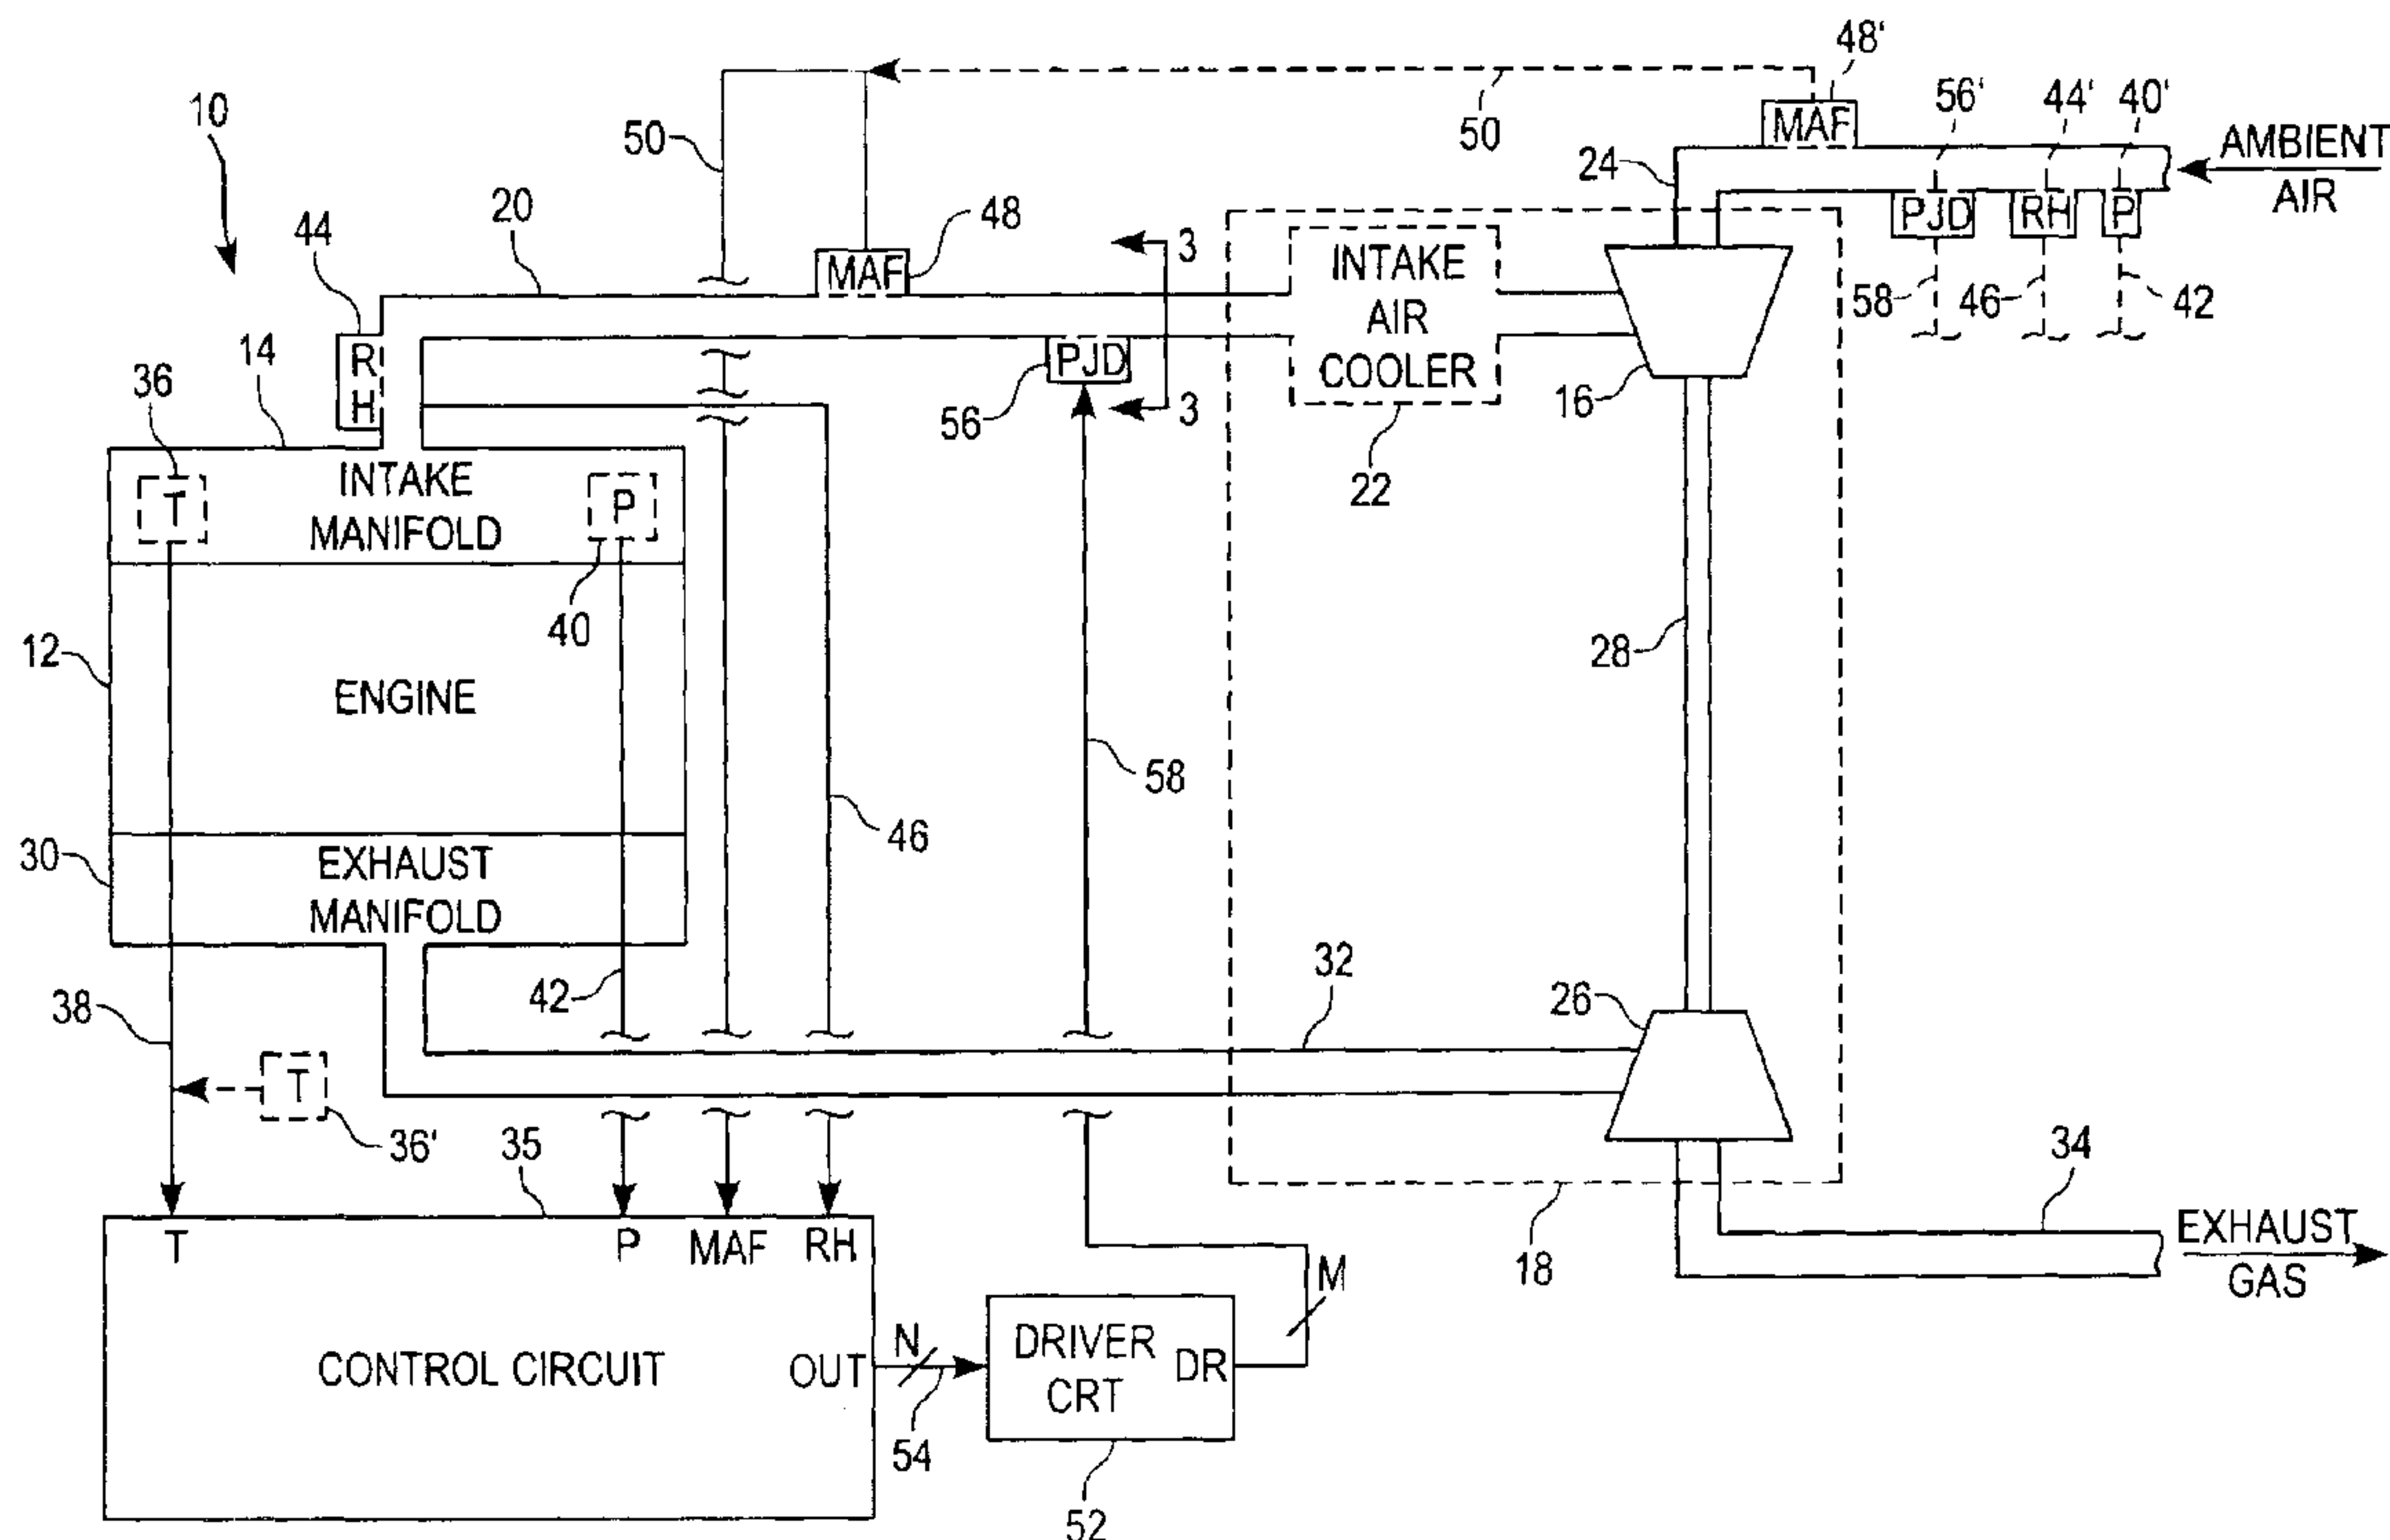 48'
10
50
50
56'
44'
40'
MAF
AMBIENT
AIR
24
20
48
44
3
PJD
RH
P
MAF
INTAKE
AIR
COOLER
58
46
42
14
R
H
PJD
36
56
3
16
22
INTAKE
MANIFOLD
T
P
40
12
28
ENGINE
58
46
30
EXHAUST
MANIFOLD
32
42
26
38
T
36'
35
34
T
P
MAF
RH
EXHAUST
GAS
18
M
N
DRIVER
CRT
DR
CONTROL CIRCUIT
OUT
54
52